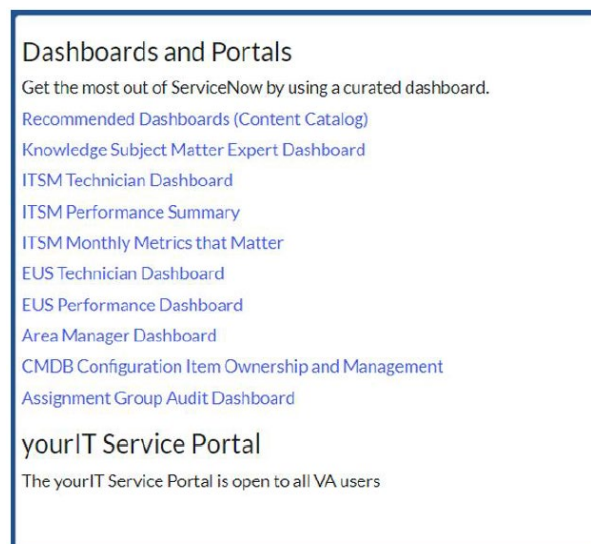 Dashboards and Portals
Get the most out of ServiceNow by using a curated dashboard.
Recommended Dashboards (Content Catalog)
Knowledge Subject Matter Expert Dashboard
ITSM Technician Dashboard
ITSM Performance Summary
ITSM Monthly Metrics that Matter
EUS Technician Dashboard
EUS Performance Dashboard
Area Manager Dashboard
CMDB Configuration Item Ownership and Management
Assignment Group Audit Dashboard
yourIT Service Portal
The yourIT Service Portal is open to all VA users